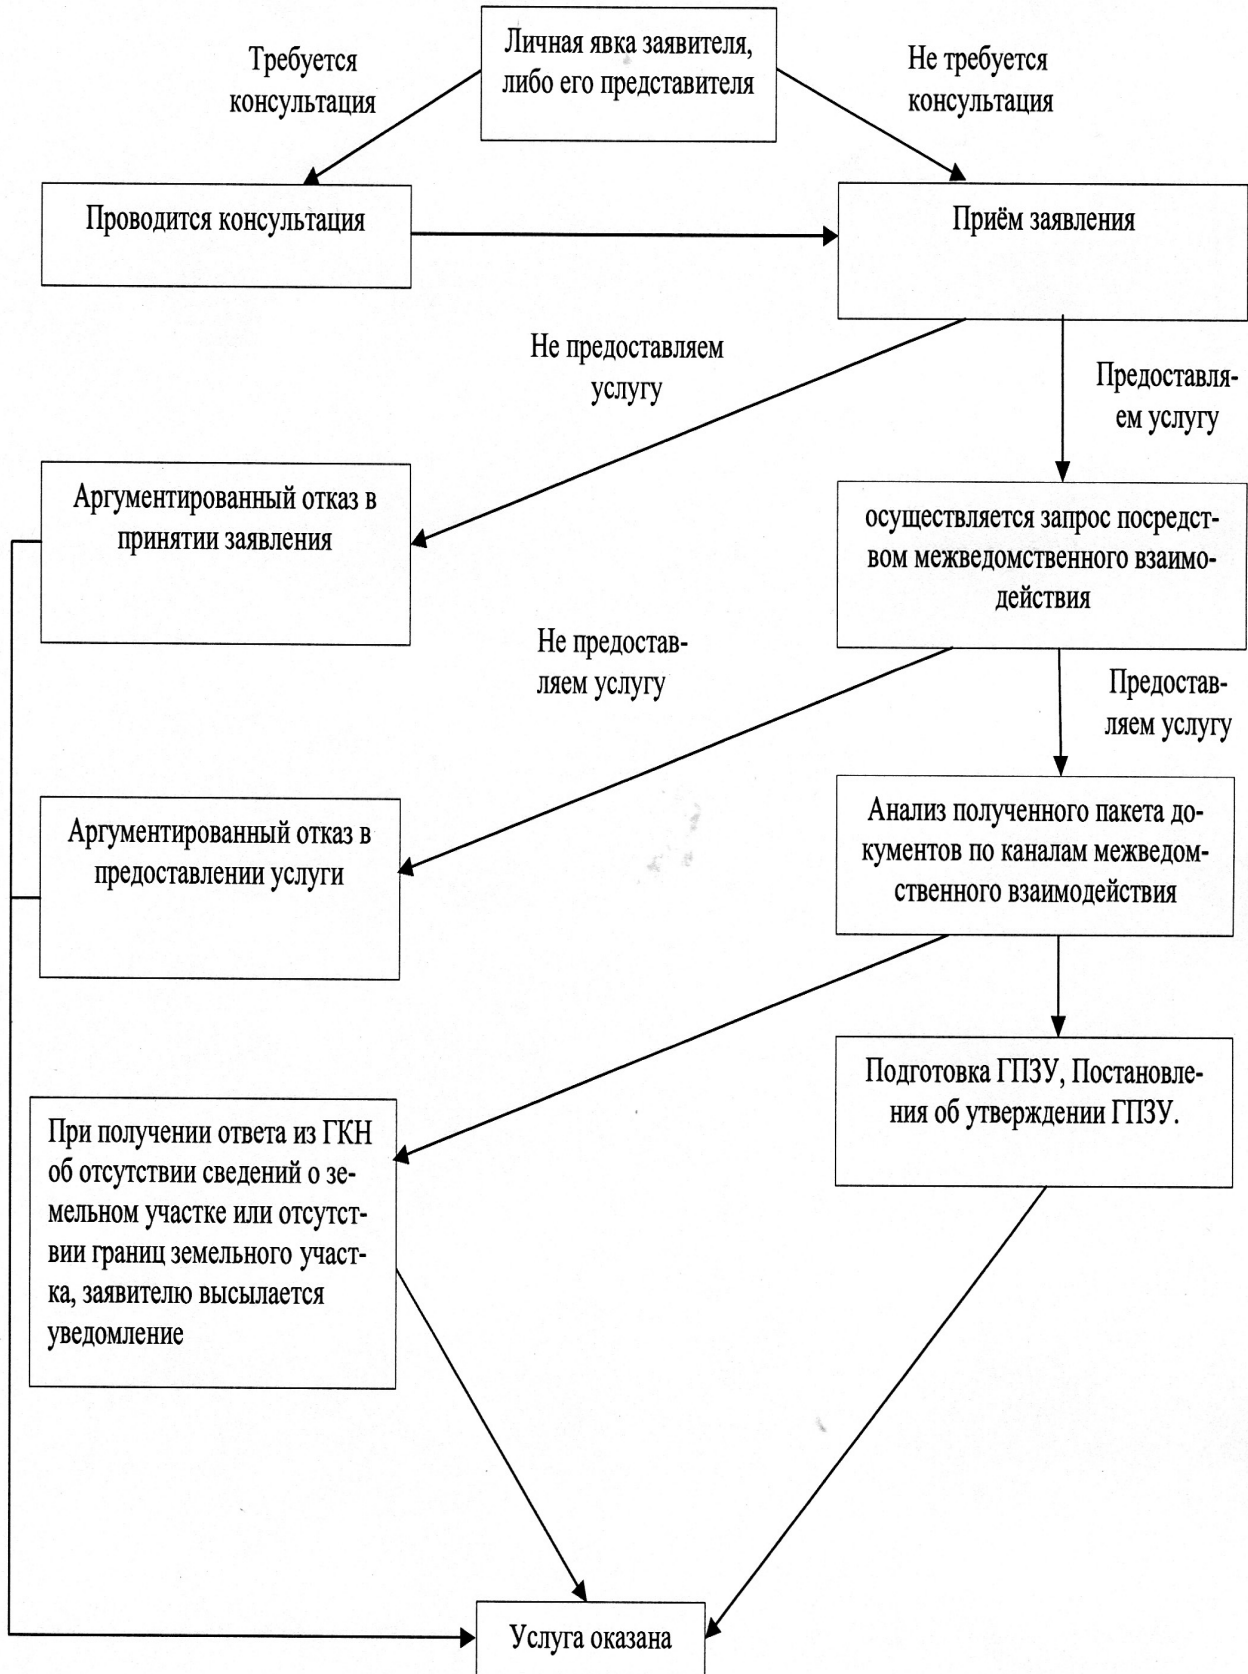 Личная явка заявителя,
либо его представителя
Требуется
консультация
Не требуется
консультация
Проводится консультация
Приём заявления
Не предоставляем
услугу
Предоставля-
ем услугу
Аргументированный отказ в
принятии заявления
осуществляется запрос посредст-
вом межведомственного взаимо-
действия
Не предостав-
ляем услугу
Предостав-
ляем услугу
Аргументированный отказ в
предоставлении услуги
Анализ полученного пакета до-
кументов по каналам межведом-
ственного взаимодействия
Подготовка ГПЗУ, Постановле-
ния об утверждении ГПЗУ.
При получении ответа из ГКН
об отсутствии сведений о зе-
мельном участке или отсутст-
вии границ земельного участ-
ка, заявителю высылается
уведомление
Услуга оказана